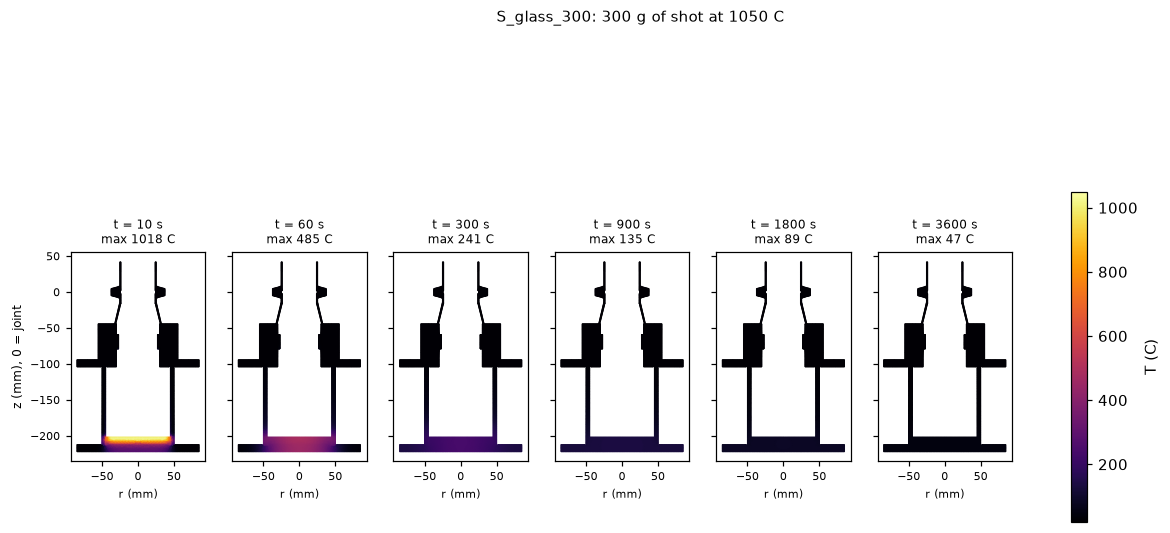 S_glass_300: 300 g of shot at 1050 C
t = 10 s
max 1018 C
t = 60 s
max 485 C
t = 300 s
max 241 C
t = 900 s
max 135 C
t = 1800 s
max 89 C
t = 3600 s
max 47 C
z (mm), 0 = joint
50
0
−50
−100
−150
−200
−50 0 50
r (mm)
−50 0 50
r (mm)
−50 0 50
r (mm)
−50 0 50
r (mm)
−50 0 50
r (mm)
−50 0 50
r (mm)
1000
800
600
400
200
T (C)